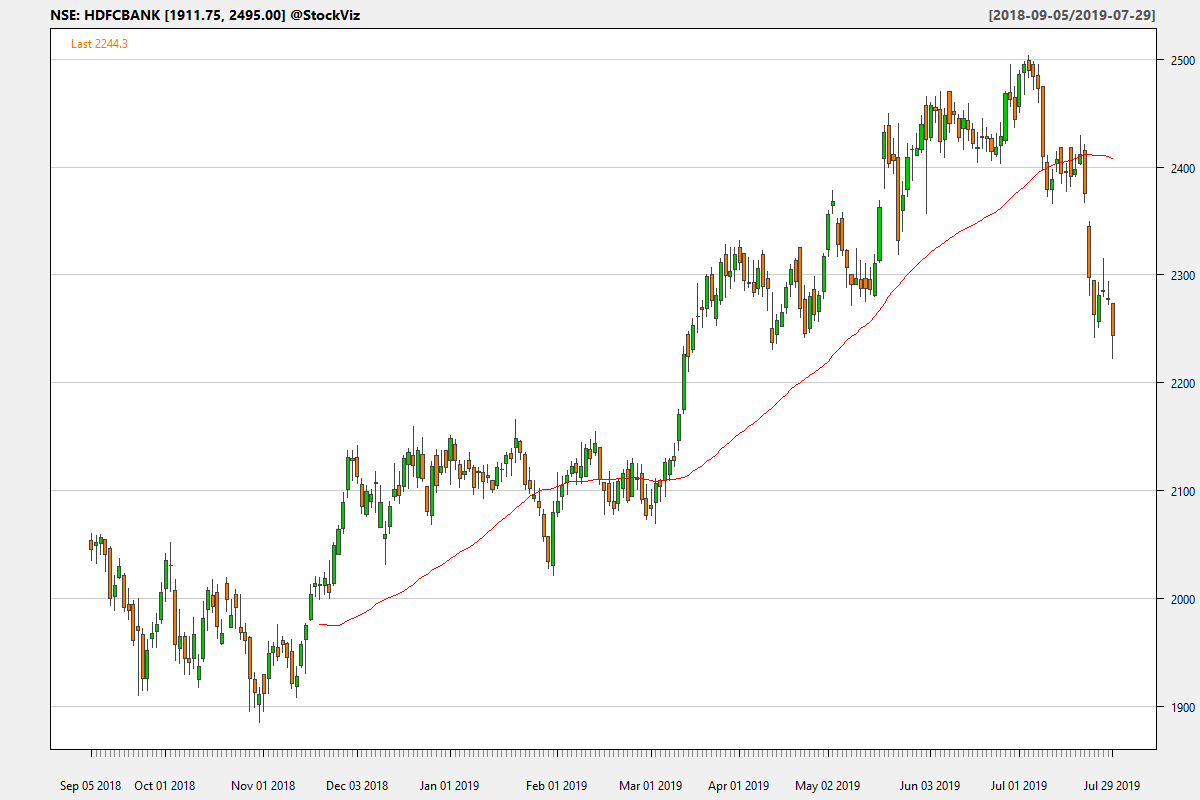 NSE: HDFCBANK [1911.75, 2495.00] @StockViz
[2018-09-05/2019-07-29]
Last 2244.3
2500
2400
2300
2200
2100
2000
1900
Sep 05 2018 Oct 01 2018 Nov 01 2018 Dec 03 2018 Jan 01 2019 Feb 01 2019 Mar 01 2019 Apr 01 2019 May 02 2019 Jun 03 2019 Jul 01 2019 Jul 29 2019